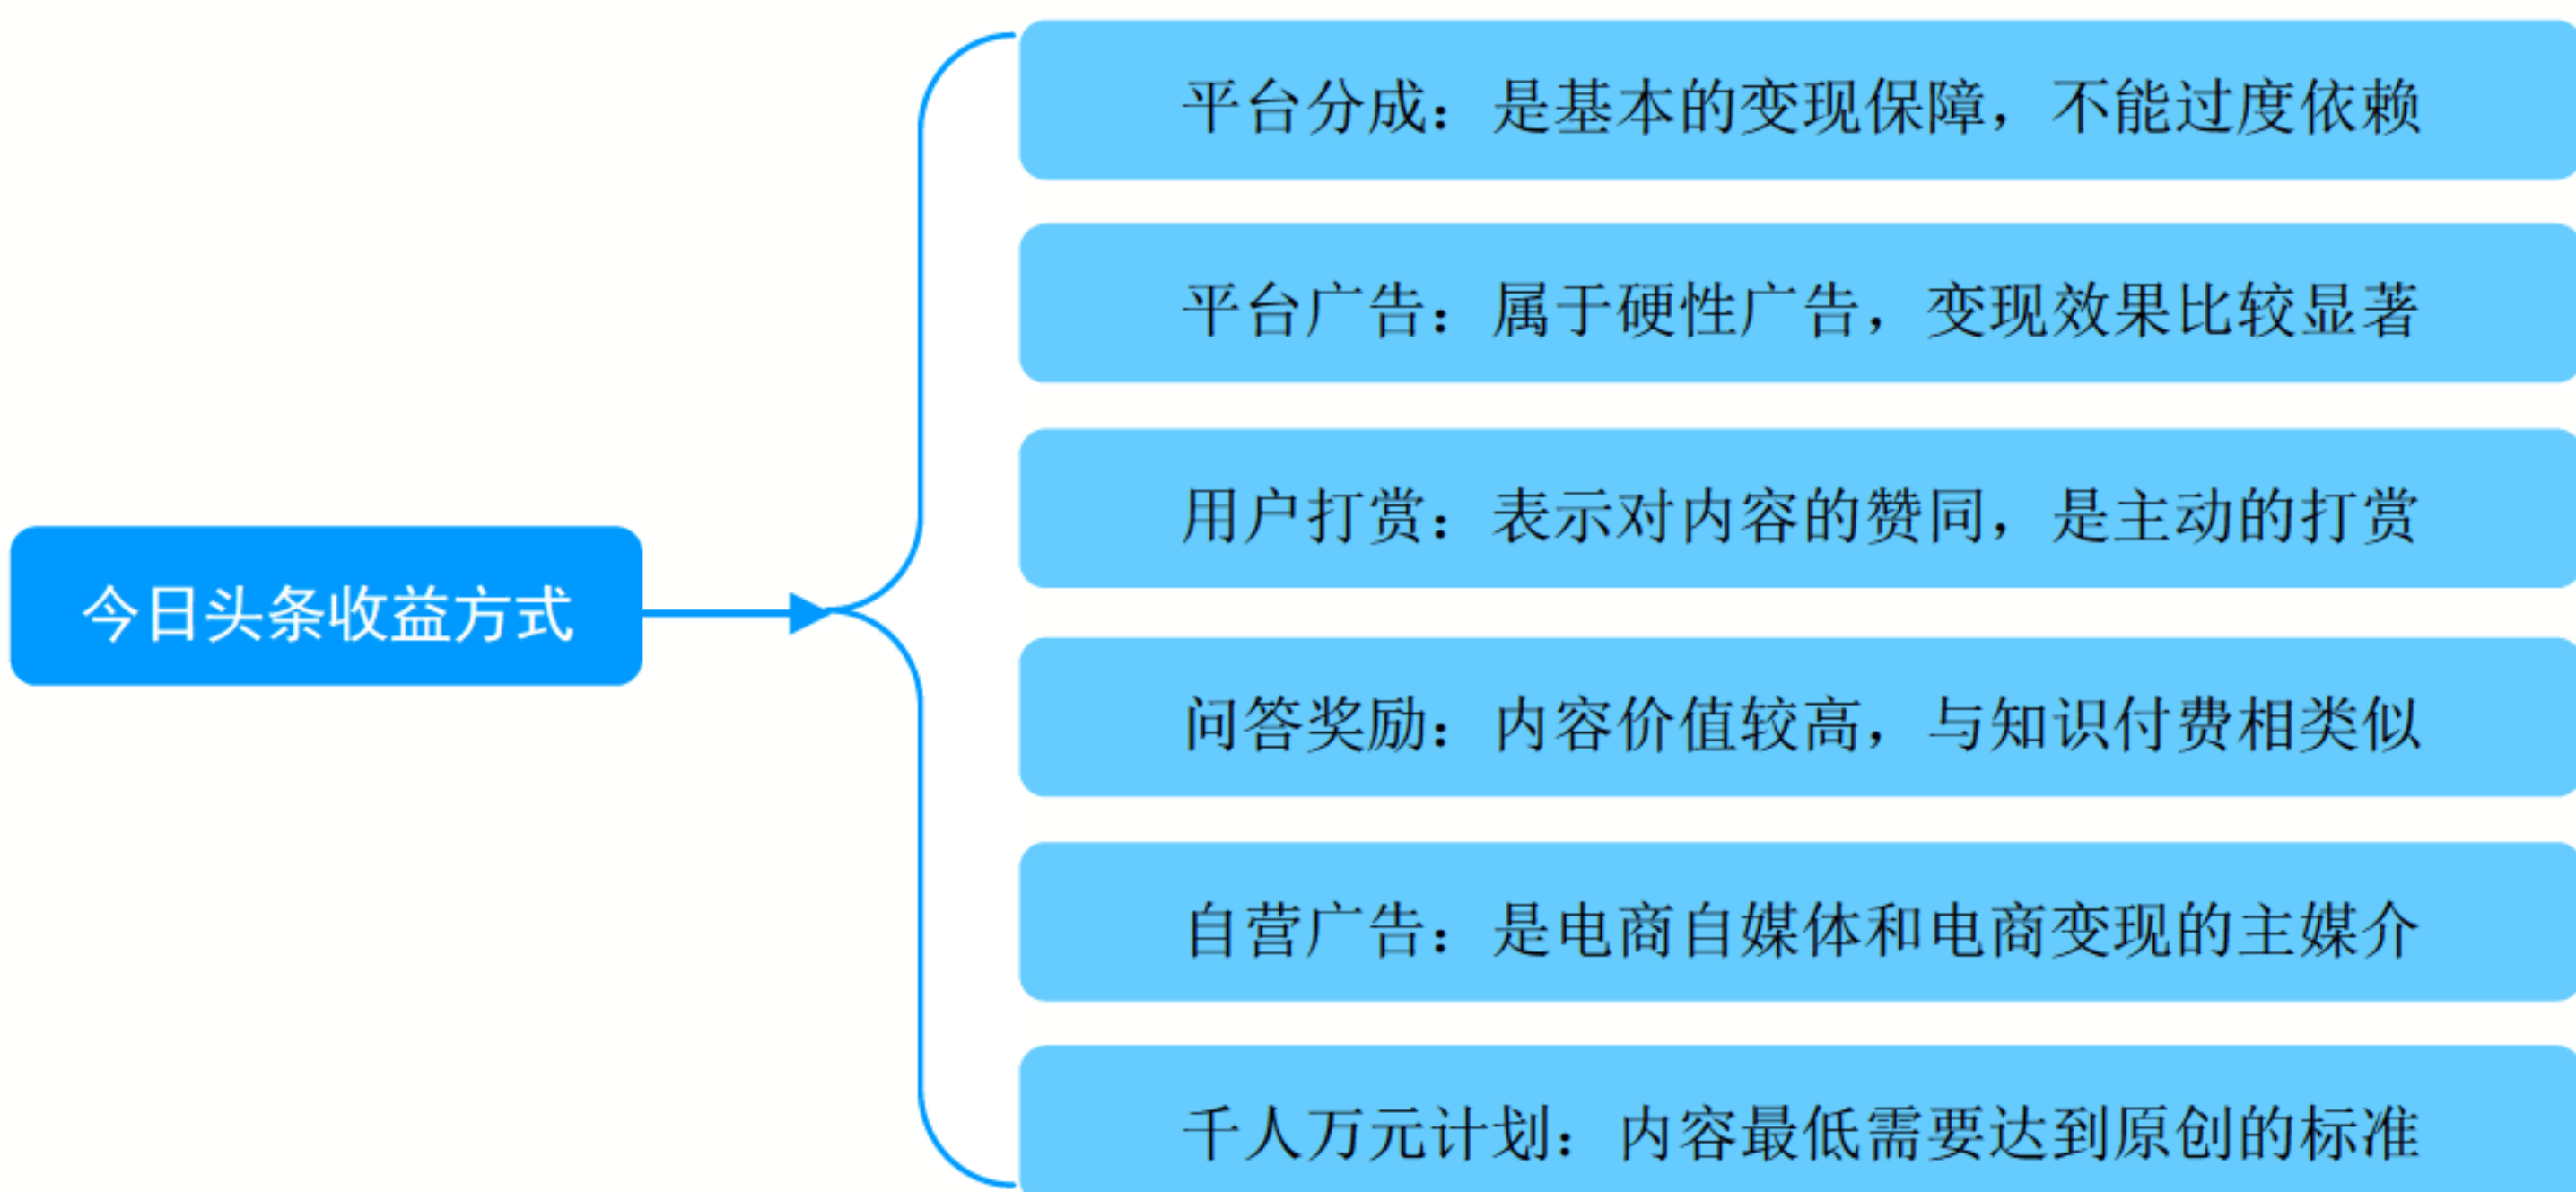 平台分成：是基本的变现保障，不能过度依赖
平台广告：属于硬性广告，变现效果比较显著
用户打赏：表示对内容的赞同，是主动的打赏
今日头条收益方式
问答奖励：内容价值较高，与知识付费相类似
自营广告：是电商自媒体和电商变现的主媒介
千人万元计划：内容最低需要达到原创的标准